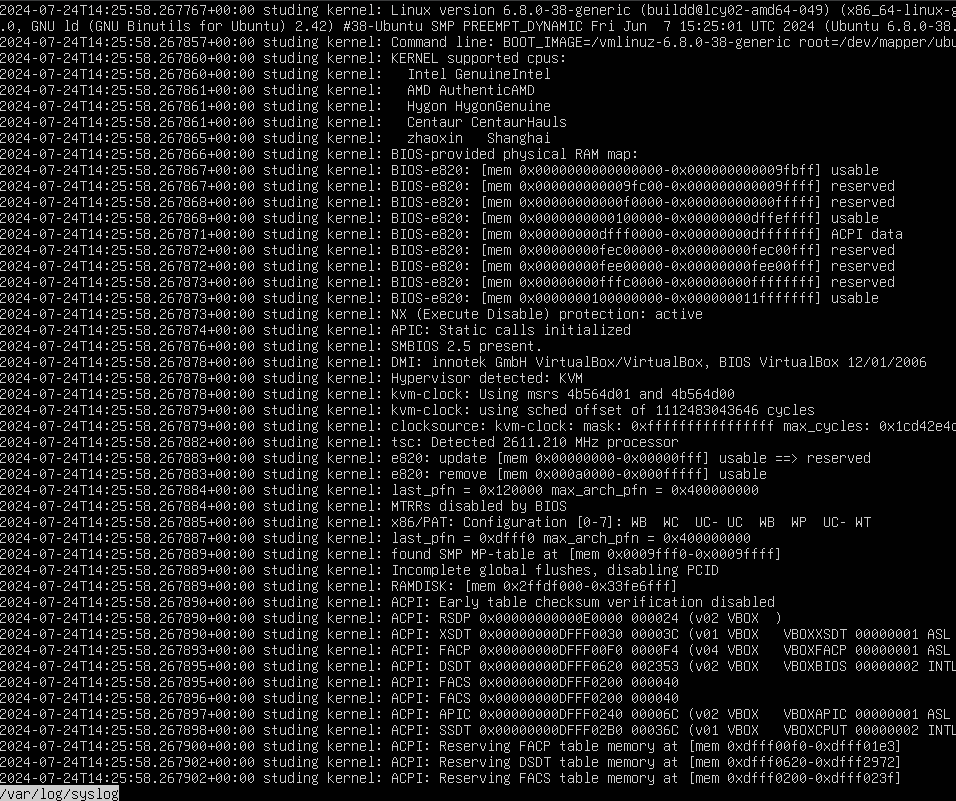 2024-07-24T14:25:58.267767+00:00 studing kernel: Linux version 6.8.0-38-generic (buildd@lcy02-amd64-049) (x86_64-linux-g
.0, GNU ld (GNU Binutils for Ubuntu) 2.42) #38-Ubuntu SMP PREEMPT_DYNAMIC Fri Jun  7 15:25:01 UTC 2024 (Ubuntu 6.8.0-38.
2024-07-24T14:25:58.267857+00:00 studing kernel: Command line: BOOT_IMAGE=/vmlinuz-6.8.0-38-generic root=/dev/mapper/ubu
2024-07-24T14:25:58.267860+00:00 studing kernel: KERNEL supported cpus:
2024-07-24T14:25:58.267860+00:00 studing kernel:   Intel GenuineIntel
2024-07-24T14:25:58.267861+00:00 studing kernel:   AMD AuthenticAMD
2024-07-24T14:25:58.267861+00:00 studing kernel:   Hygon HygonGenuine
2024-07-24T14:25:58.267861+00:00 studing kernel:   Centaur CentaurHauls
2024-07-24T14:25:58.267865+00:00 studing kernel:   zhaoxin   Shanghai
2024-07-24T14:25:58.267866+00:00 studing kernel: BIOS-provided physical RAM map:
2024-07-24T14:25:58.267867+00:00 studing kernel: BIOS-e820: [mem 0x0000000000000000-0x000000000009fbff] usable
2024-07-24T14:25:58.267867+00:00 studing kernel: BIOS-e820: [mem 0x000000000009fc00-0x000000000009ffff] reserved
2024-07-24T14:25:58.267868+00:00 studing kernel: BIOS-e820: [mem 0x00000000000f0000-0x00000000000fffff] reserved
2024-07-24T14:25:58.267868+00:00 studing kernel: BIOS-e820: [mem 0x0000000000100000-0x00000000dffeffff] usable
2024-07-24T14:25:58.267871+00:00 studing kernel: BIOS-e820: [mem 0x00000000dfff0000-0x00000000dfffffff] ACPI data
2024-07-24T14:25:58.267872+00:00 studing kernel: BIOS-e820: [mem 0x00000000fec00000-0x00000000fec00fff] reserved
2024-07-24T14:25:58.267872+00:00 studing kernel: BIOS-e820: [mem 0x00000000fee00000-0x00000000fee00fff] reserved
2024-07-24T14:25:58.267873+00:00 studing kernel: BIOS-e820: [mem 0x00000000fffc0000-0x00000000ffffffff] reserved
2024-07-24T14:25:58.267873+00:00 studing kernel: BIOS-e820: [mem 0x0000000100000000-0x000000011fffffff] usable
2024-07-24T14:25:58.267873+00:00 studing kernel: NX (Execute Disable) protection: active
2024-07-24T14:25:58.267874+00:00 studing kernel: APIC: Static calls initialized
2024-07-24T14:25:58.267876+00:00 studing kernel: SMBIOS 2.5 present.
2024-07-24T14:25:58.267878+00:00 studing kernel: DMI: innotek GmbH VirtualBox/VirtualBox, BIOS VirtualBox 12/01/2006
2024-07-24T14:25:58.267878+00:00 studing kernel: Hypervisor detected: KVM
2024-07-24T14:25:58.267878+00:00 studing kernel: kvm-clock: Using msrs 4b564d01 and 4b564d00
2024-07-24T14:25:58.267879+00:00 studing kernel: kvm-clock: using sched offset of 1112483043646 cycles
2024-07-24T14:25:58.267879+00:00 studing kernel: clocksource: kvm-clock: mask: 0xffffffffffffffff max_cycles: 0x1cd42e4d
2024-07-24T14:25:58.267882+00:00 studing kernel: tsc: Detected 2611.210 MHz processor
2024-07-24T14:25:58.267883+00:00 studing kernel: e820: update [mem 0x00000000-0x00000fff] usable ==> reserved
2024-07-24T14:25:58.267883+00:00 studing kernel: e820: remove [mem 0x000a0000-0x000fffff] usable
2024-07-24T14:25:58.267884+00:00 studing kernel: last_pfn = 0x120000 max_arch_pfn = 0x400000000
2024-07-24T14:25:58.267884+00:00 studing kernel: MTRRs disabled by BIOS
2024-07-24T14:25:58.267885+00:00 studing kernel: x86/PAT: Configuration [0-7]: WB  WC  UC- UC  WB  WP  UC- WT
2024-07-24T14:25:58.267887+00:00 studing kernel: last_pfn = 0xdfff0 max_arch_pfn = 0x400000000
2024-07-24T14:25:58.267888+00:00 studing kernel: found SMP MP-table at [mem 0x0009fff0-0x0009ffff]
2024-07-24T14:25:58.267889+00:00 studing kernel: Incomplete global flushes, disabling PCID
2024-07-24T14:25:58.267889+00:00 studing kernel: RAMDISK: [mem 0x2ffdf000-0x33fe6fff]
2024-07-24T14:25:58.267890+00:00 studing kernel: ACPI: Early table checksum verification disabled
2024-07-24T14:25:58.267890+00:00 studing kernel: ACPI: RSDP 0x00000000000E0000 000024 (v02 VBOX  )
2024-07-24T14:25:58.267891+00:00 studing kernel: ACPI: XSDT 0x00000000DFFF0030 00003C (v01 VBOX   VBOXXSDT 00000001 ASL
2024-07-24T14:25:58.267893+00:00 studing kernel: ACPI: FACP 0x00000000DFFF00F0 0000F4 (v04 VBOX   VBOXFACP 00000001 ASL
2024-07-24T14:25:58.267895+00:00 studing kernel: ACPI: DSDT 0x00000000DFFF0620 002353 (v02 VBOX   VBOXBIOS 00000002 INTL
2024-07-24T14:25:58.267895+00:00 studing kernel: ACPI: FACS 0x00000000DFFF0200 000040
2024-07-24T14:25:58.267896+00:00 studing kernel: ACPI: FACS 0x00000000DFFF0200 000040
2024-07-24T14:25:58.267897+00:00 studing kernel: ACPI: APIC 0x00000000DFFF0240 00006C (v02 VBOX   VBOXAPIC 00000001 ASL
2024-07-24T14:25:58.267898+00:00 studing kernel: ACPI: SSDT 0x00000000DFFF02B0 00036C (v01 VBOX   VBOXCPUT 00000002 INTL
2024-07-24T14:25:58.267900+00:00 studing kernel: ACPI: Reserving FACP table memory at [mem 0xdfff00f0-0xdfff01e3]
2024-07-24T14:25:58.267902+00:00 studing kernel: ACPI: Reserving DSDT table memory at [mem 0xdfff0620-0xdfff2972]
2024-07-24T14:25:58.267902+00:00 studing kernel: ACPI: Reserving FACS table memory at [mem 0xdfff0200-0xdfff023f]
/var/log/syslog